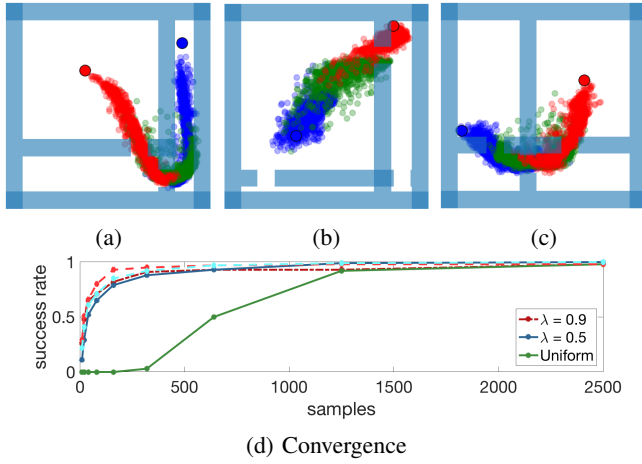 (a) (b) (c)
1
0.5
0
success rate
λ = 0.9
λ = 0.5
Uniform
0 500 1000 1500 2000 2500
samples
(d) Convergence